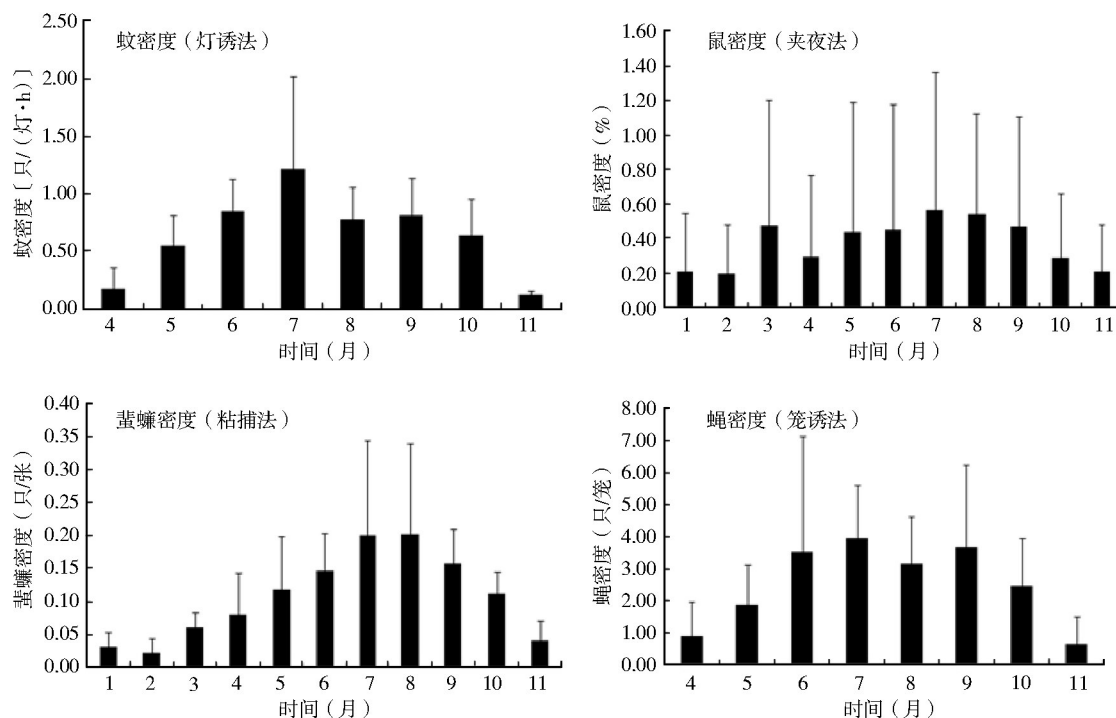 蚊密度（灯诱法）
蚊密度〔只/（灯·h）〕
2.50
2.00
1.50
1.00
0.50
0.00
4 5 6 7 8 9 10 11
时间（月）
鼠密度（夹夜法）
鼠密度（%）
1.60
1.40
1.20
1.00
0.80
0.60
0.40
0.20
0.00
1 2 3 4 5 6 7 8 9 10 11
时间（月）
蜚蠊密度（粘捕法）
蜚蠊密度（只/张）
0.40
0.35
0.30
0.25
0.20
0.15
0.10
0.05
0.00
1 2 3 4 5 6 7 8 9 10 11
时间（月）
蝇密度（笼诱法）
蝇密度（只/笼）
8.00
7.00
6.00
5.00
4.00
3.00
2.00
1.00
0.00
4 5 6 7 8 9 10 11
时间（月）